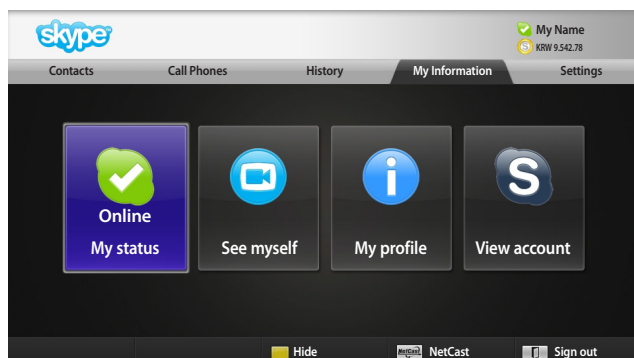 skype
My Name
S KRW 9.542.78
Contacts Call Phones History My Information Settings
Online
My status See myself My profile View account
Hide NetCast NetCast Sign out